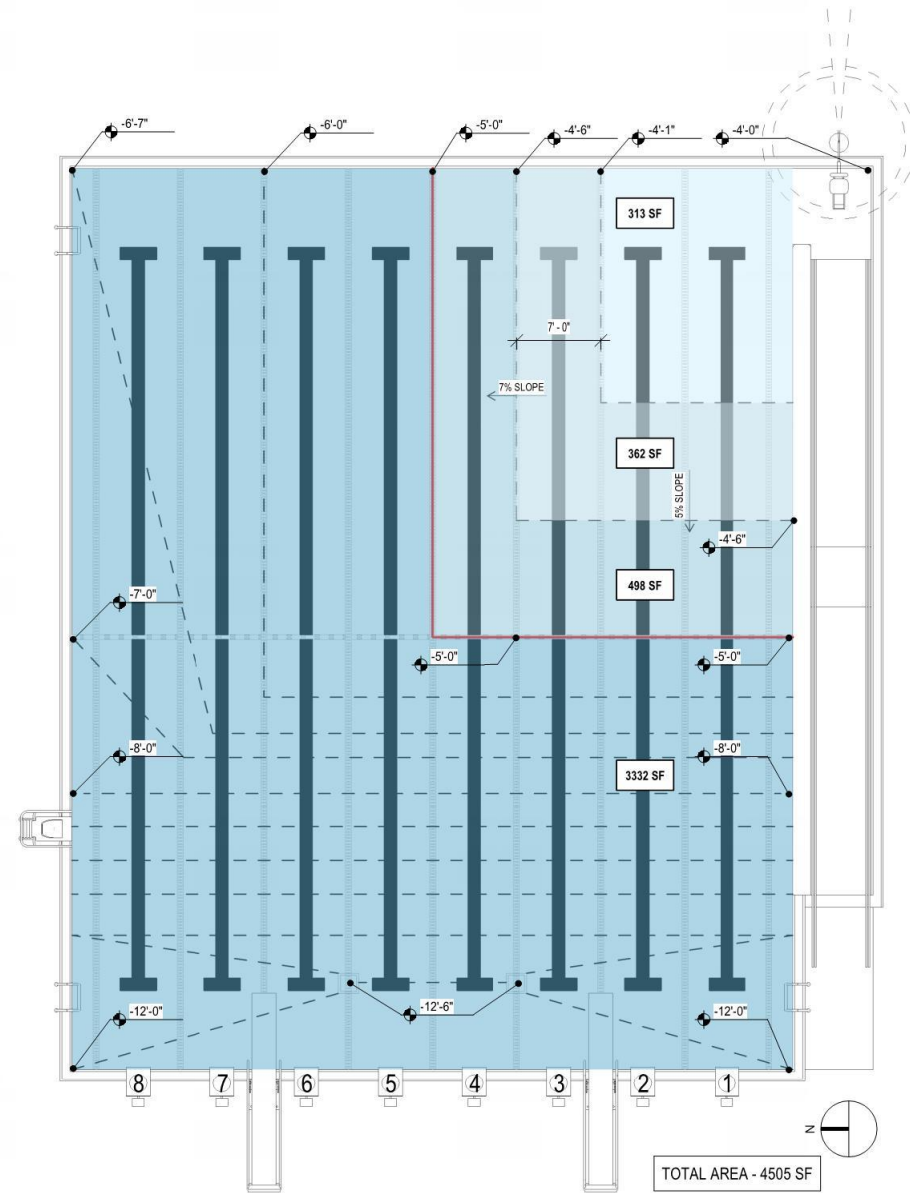 -6'-7" -6'-0" -5'-0" -4'-6" -4'-1" -4'-0"
313 SF
7' - 0"
7% SLOPE
362 SF
5% SLOPE
-4'-6"
498 SF
-7'-0"
-5'-0" -5'-0"
-8'-0" -8'-0"
3332 SF
-12'-6"
-12'-0" -12'-0"
8 7 6 5 4 3 2 1
N
TOTAL AREA - 4505 SF